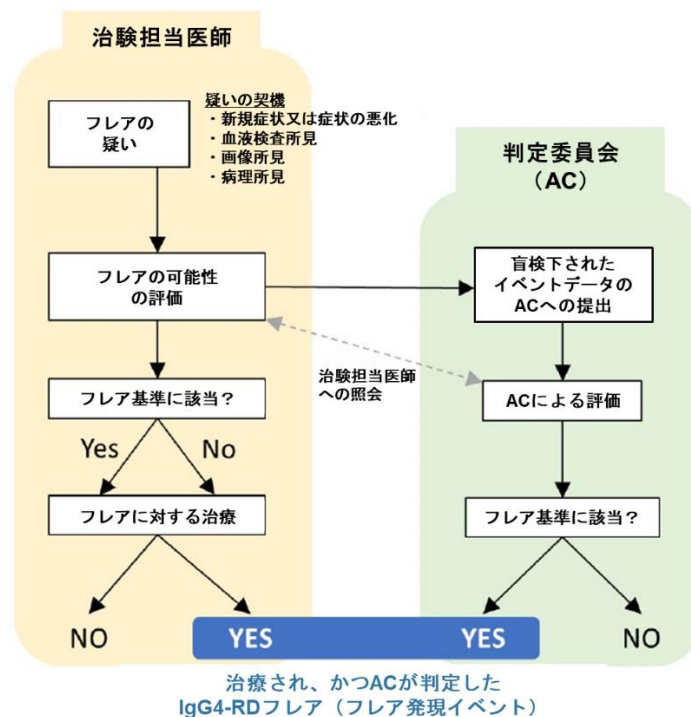 治験担当医師
フレアの
疑い
疑いの契機
・新規症状又は症状の悪化
・血液検査所見
・画像所見
・病理所見
判定委員会
（AC）
フレアの可能性
の評価
盲検下された
イベントデータの
ACへの提出
治験担当医師
への照会
フレア基準に該当？
ACによる評価
Yes
No
フレアに対する治療
フレア基準に該当？
NO
YES
YES
NO
治療され、かつACが判定した
IgG4-RDフレア（フレア発現イベント）